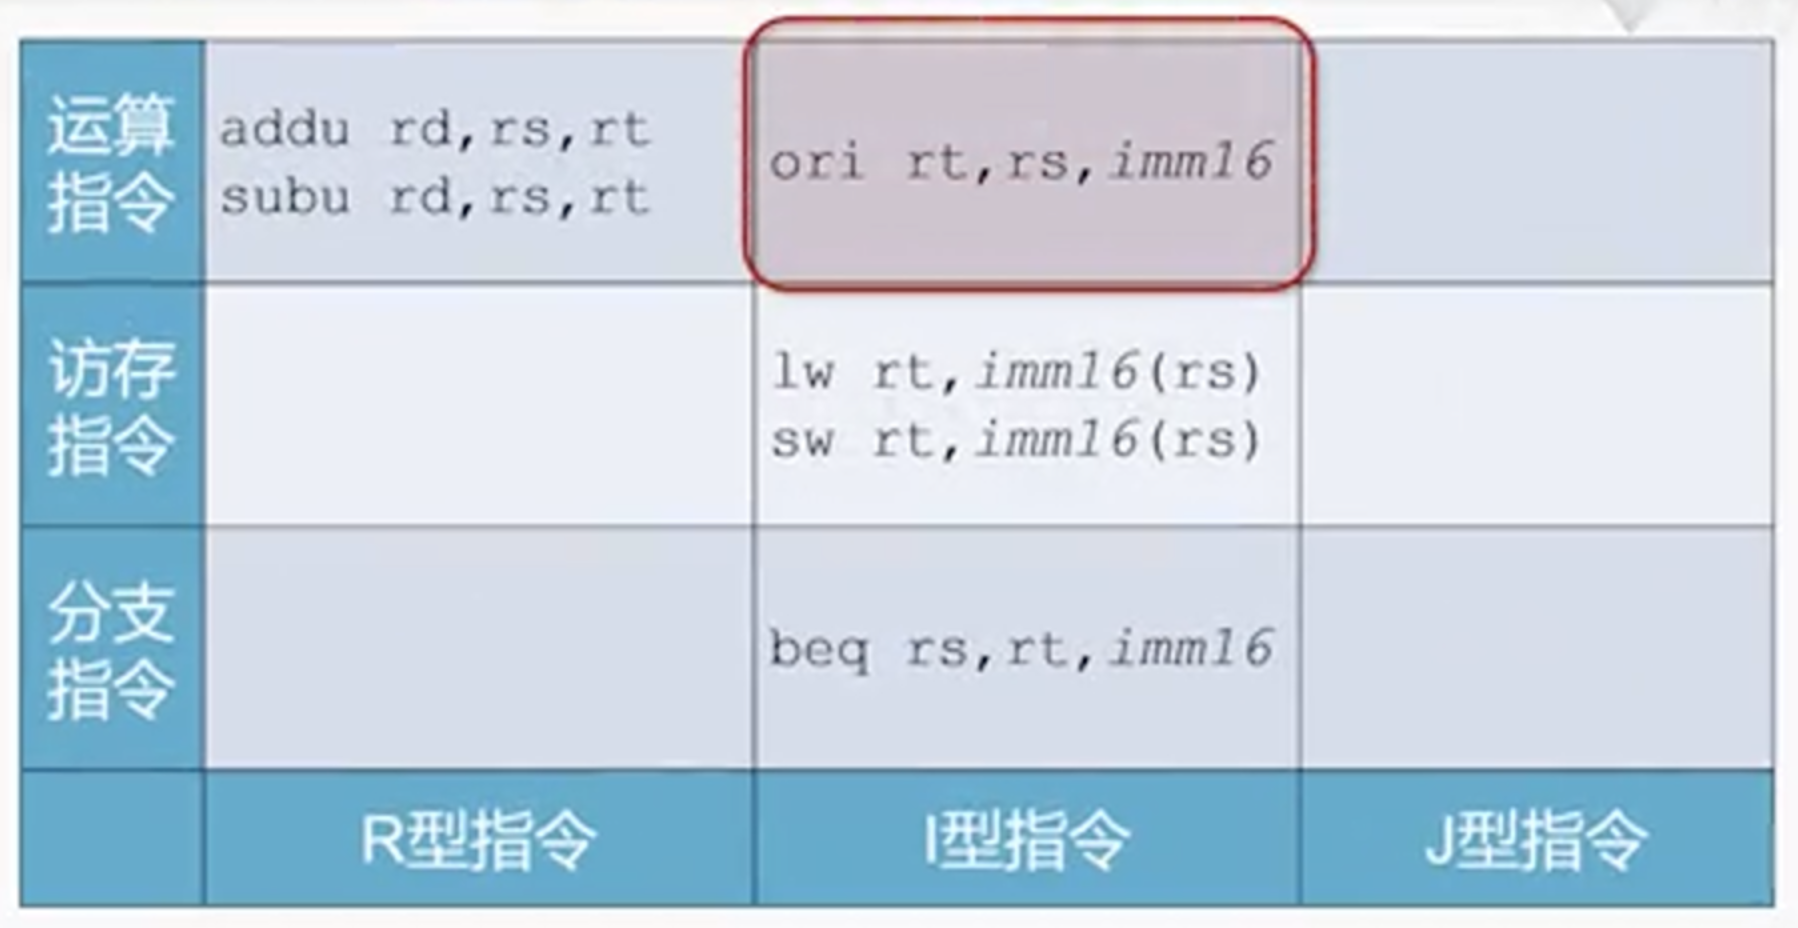 运算
指令
addu rd,rs,rt
subu rd,rs,rt
ori rt,rs,imm16
访存
指令
lw rt,imm16(rs)
sw rt,imm16(rs)
分支
指令
beq rs,rt,imm16
R型指令
I型指令
J型指令